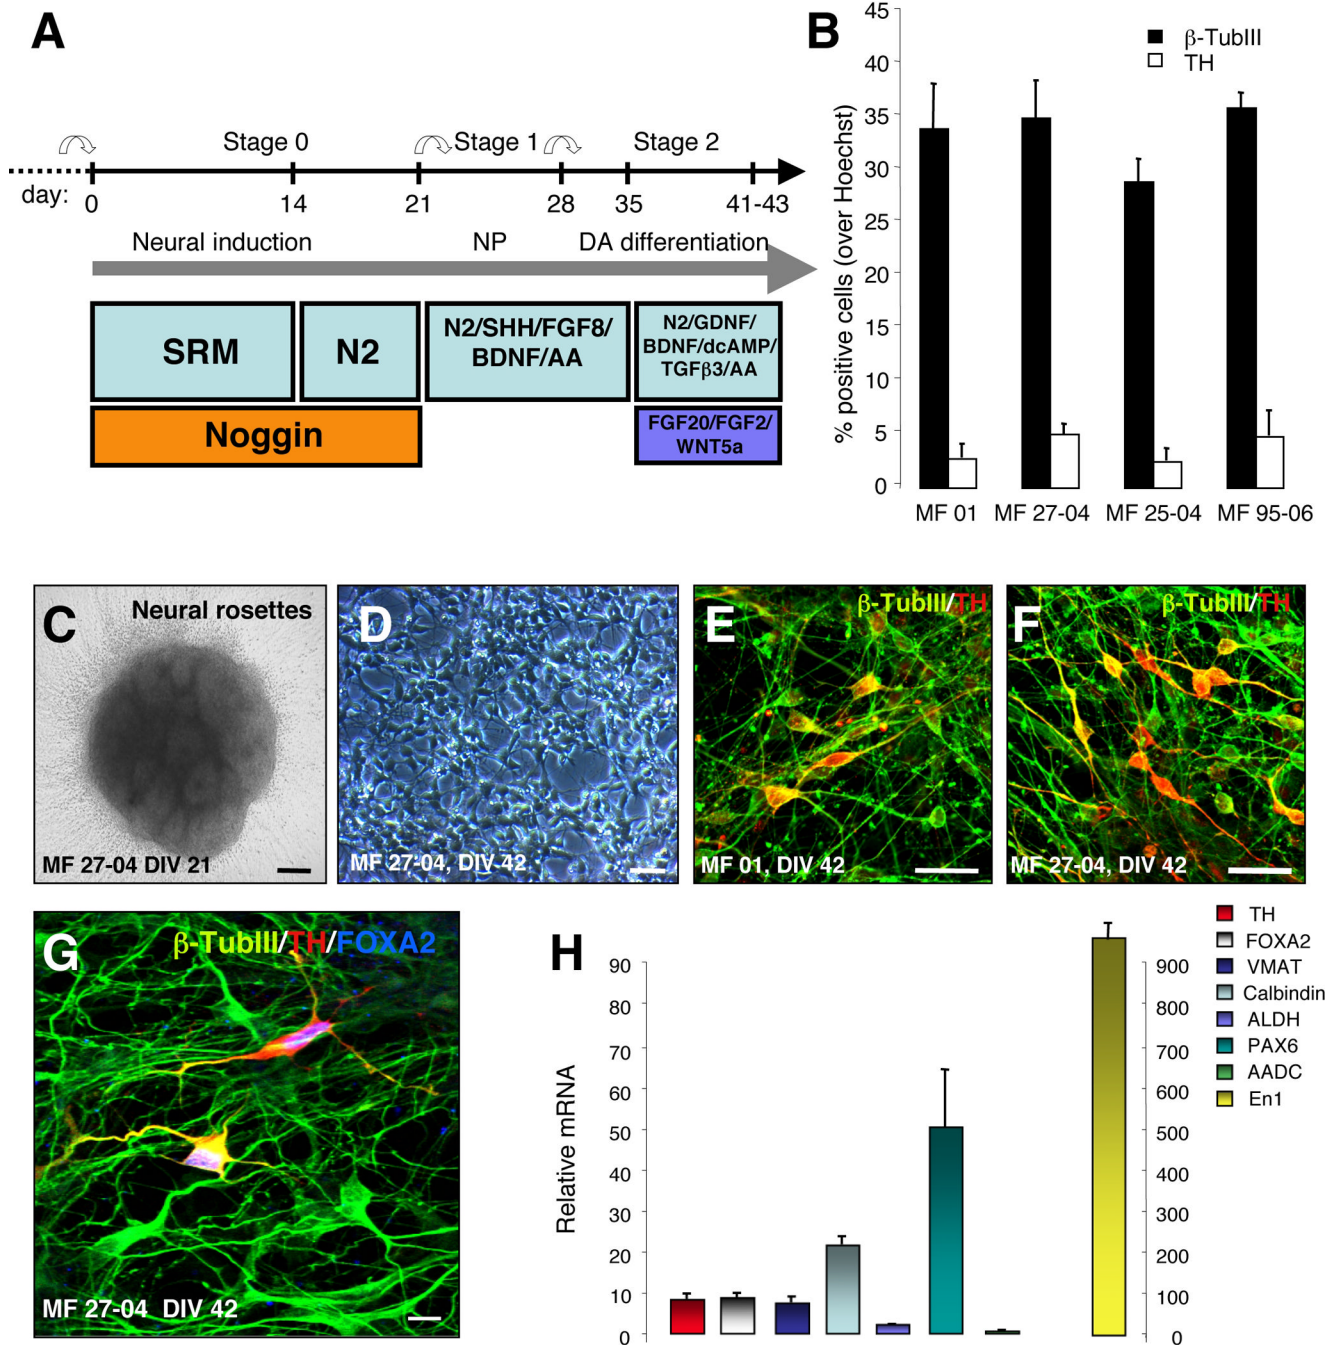 A
Stage 0
Stage 1
Stage 2
day:
0
14
21
28
35
41-43
Neural induction
NP
DA differentiation
SRM
N2
N2/SHH/FGF8/
BDNF/AA
N2/GDNF/
BDNF/dcAMP/
TGFβ3/AA
Noggin
FGF20/FGF2/
WNT5a
B
β-TubIII
TH
% positive cells (over Hoechst)
45
40
35
30
25
20
15
10
5
0
MF 01
MF 27-04
MF 25-04
MF 95-06
C
Neural rosettes
MF 27-04 DIV 21
D
MF 27-04, DIV 42
E
β-TubIII/TH
MF 01, DIV 42
F
β-TubIII/TH
MF 27-04, DIV 42
G
β-TubIII/TH/FOXA2
MF 27-04 DIV 42
H
Relative mRNA
90
80
70
60
50
40
30
20
10
0
900
800
700
600
500
400
300
200
100
0
TH
FOXA2
VMAT
Calbindin
ALDH
PAX6
AADC
En1